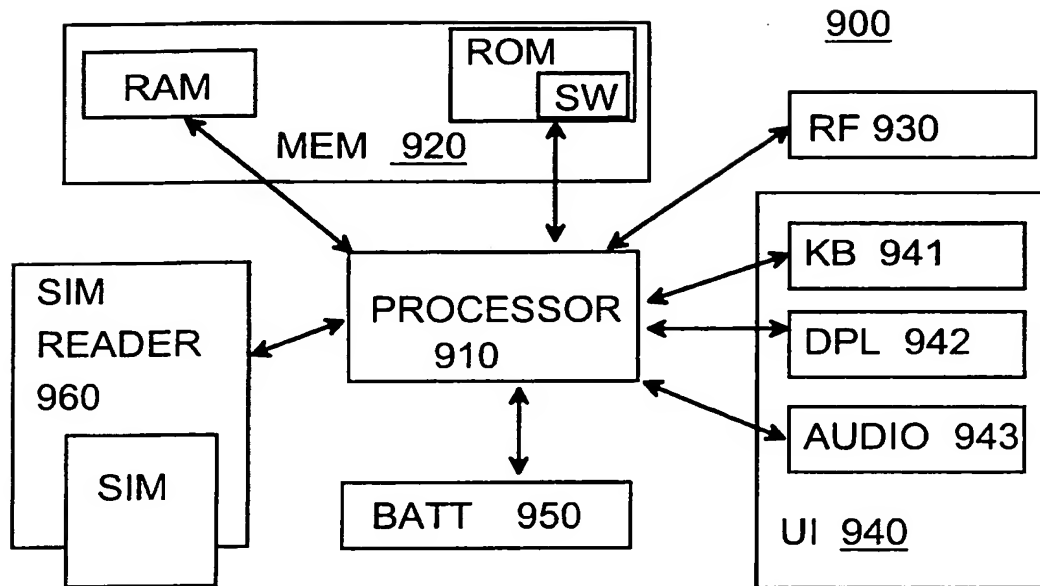 900
RAM
ROM
SW
MEM 920
RF 930
SIM
READER
960
SIM
PROCESSOR
910
KB 941
DPL 942
AUDIO 943
UI 940
BATT 950